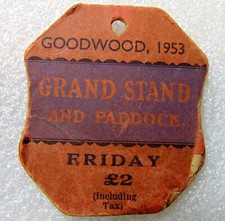 GOODWOOD, 1953
GRAND STAND
AND PADDOCK.
FRIDAY
£2
(Including
Tax)